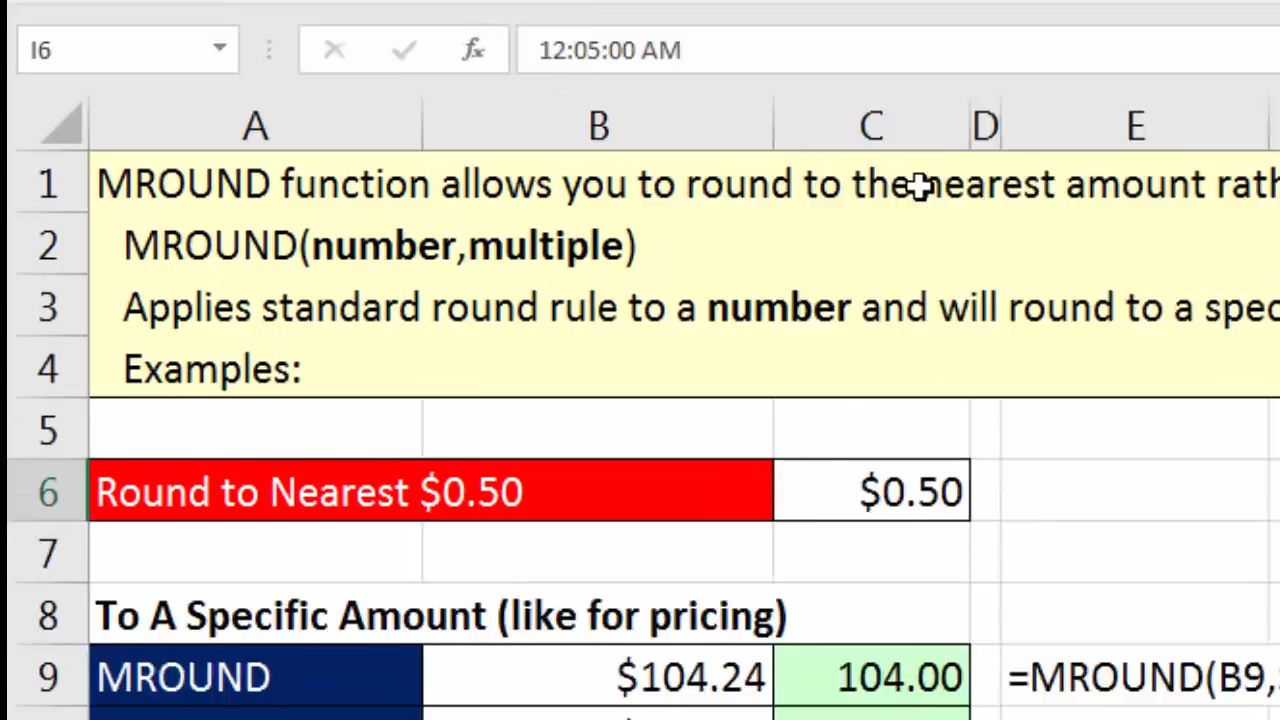 I6 fx 12:05:00 AM
A B C D E
1 MROUND function allows you to round to the nearest amount rath
2 MROUND(number,multiple)
3 Applies standard round rule to a number and will round to a spec
4 Examples:
5
6 Round to Nearest $0.50 $0.50
7
8 To A Specific Amount (like for pricing)
9 MROUND $104.24 104.00 =MROUND(B9,